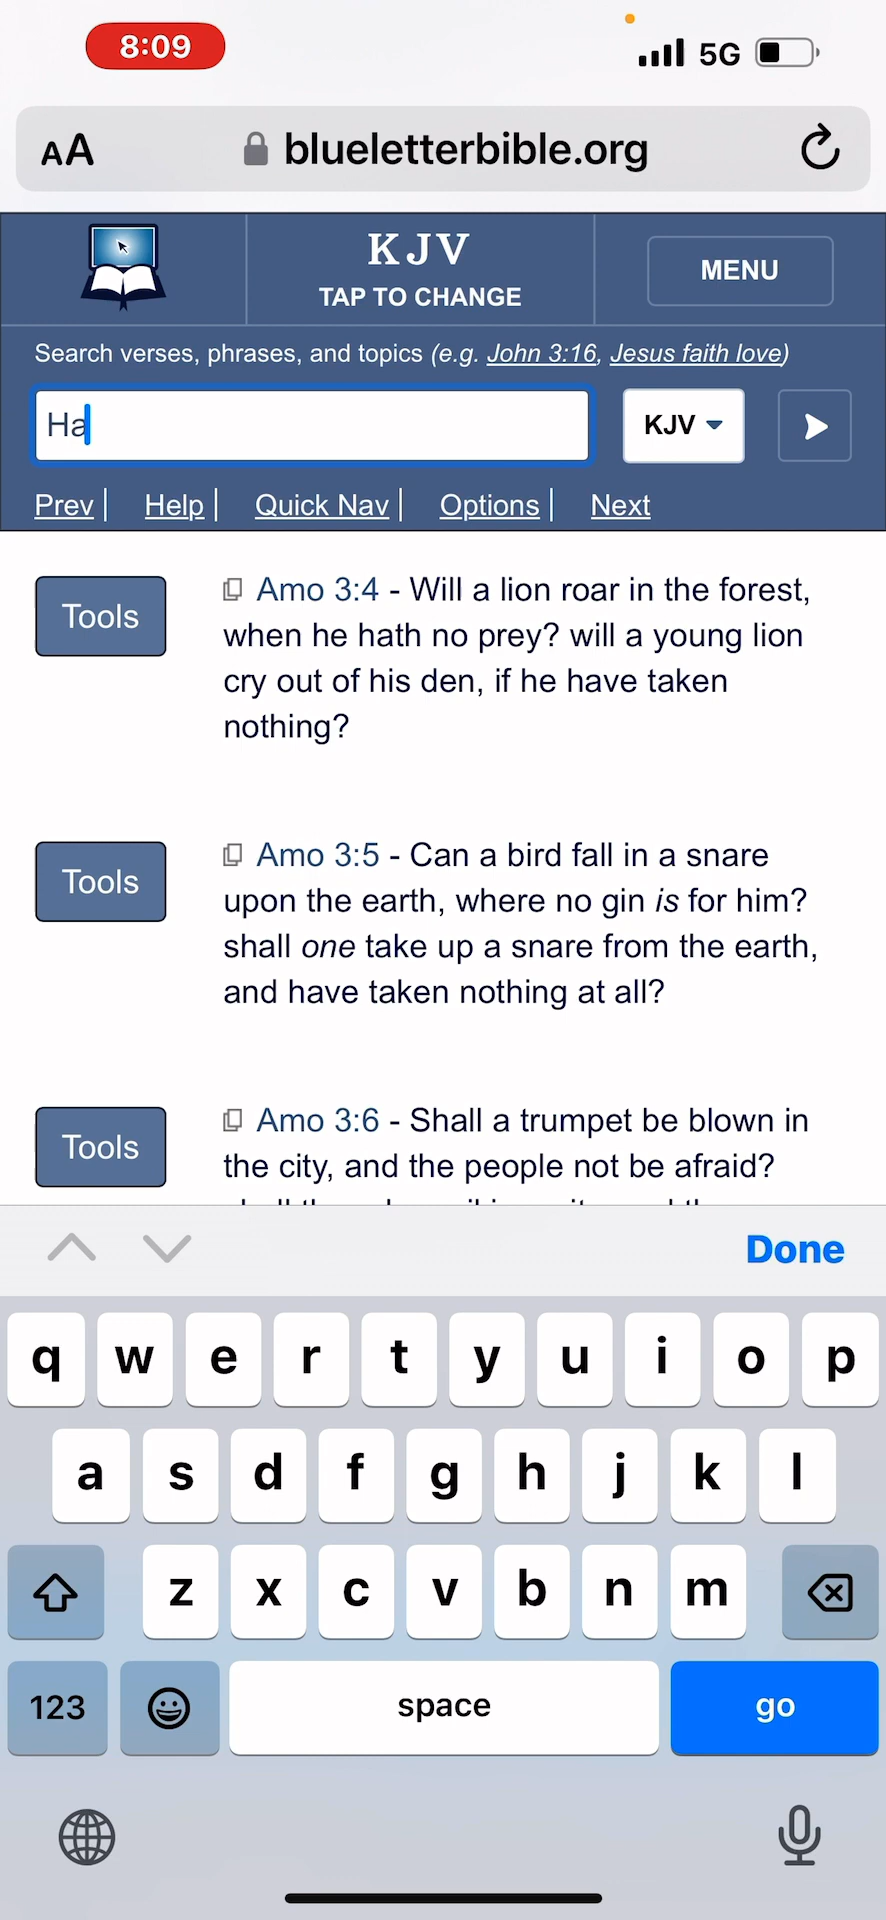 8:09
5G
AA blueletterbible.org
KJV
TAP TO CHANGE
MENU
Search verses, phrases, and topics (e.g. John 3:16, Jesus faith love)
Ha
KJV
Prev | Help | Quick Nav | Options | Next
Tools
Amo 3:4 - Will a lion roar in the forest,
when he hath no prey? will a young lion
cry out of his den, if he have taken
nothing?
Tools
Amo 3:5 - Can a bird fall in a snare
upon the earth, where no gin is for him?
shall one take up a snare from the earth,
and have taken nothing at all?
Tools
Amo 3:6 - Shall a trumpet be blown in
the city, and the people not be afraid?
Done
q w e r t y u i o p
a s d f g h j k l
z x c v b n m
123 space go